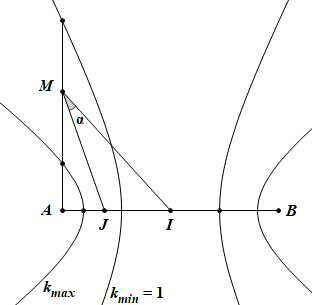 M
α
A J I B
k_max k_min = 1